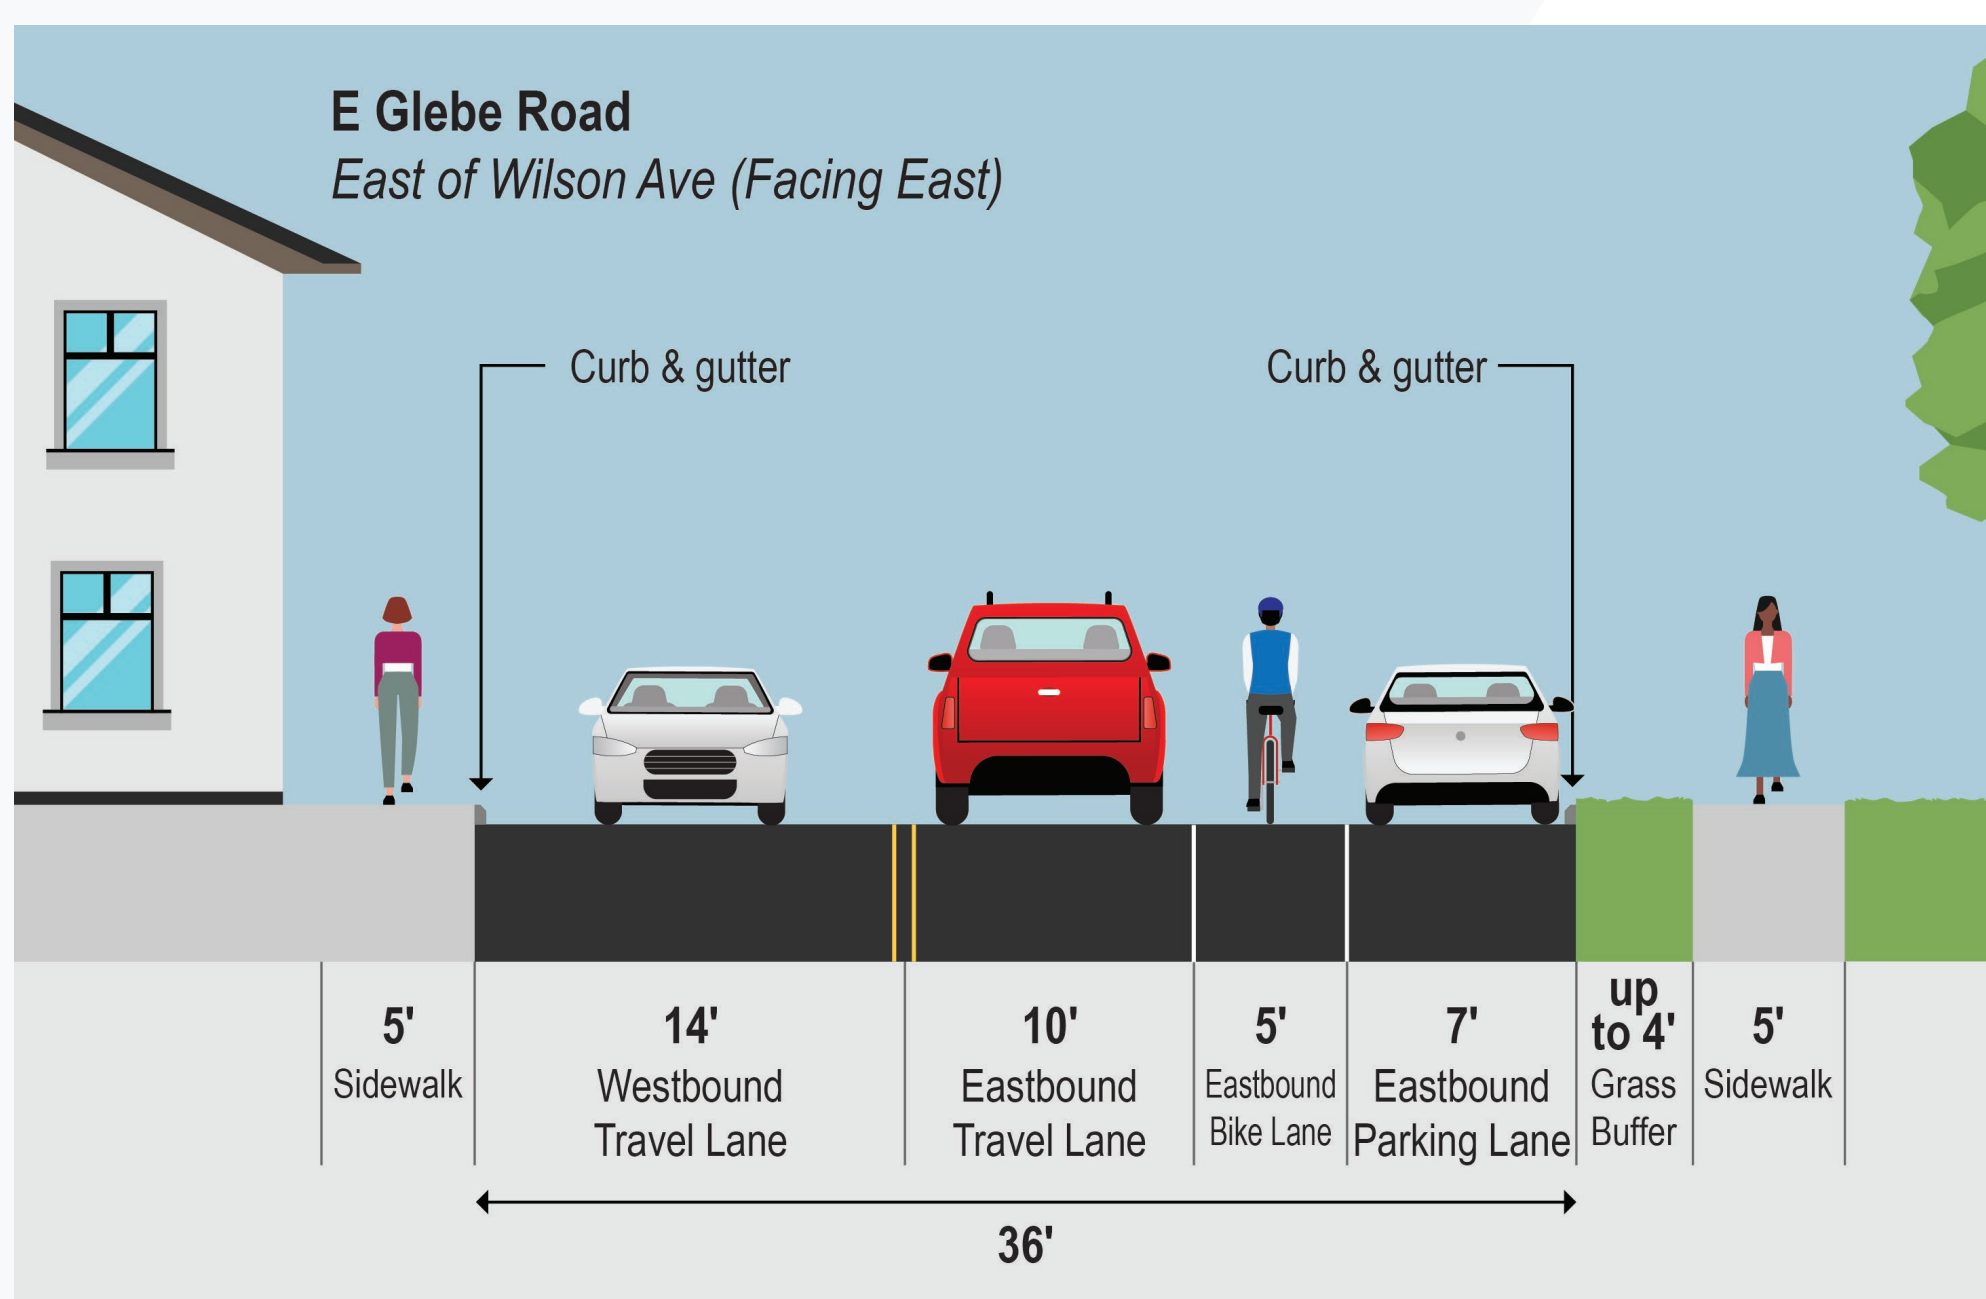 E Glebe Road
East of Wilson Ave (Facing East)
Curb & gutter
Curb & gutter
5'
Sidewalk
14'
Westbound
Travel Lane
10'
Eastbound
Travel Lane
5'
Eastbound
Bike Lane
7'
Eastbound
Parking Lane
up
to 4'
Grass
Buffer
5'
Sidewalk
36'